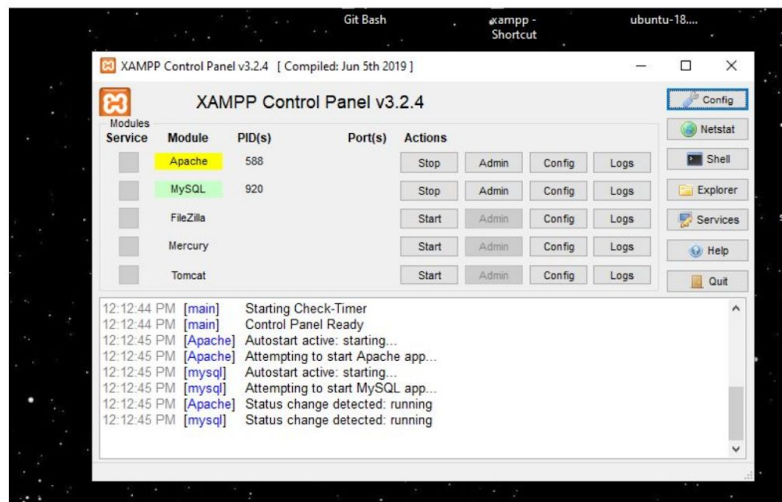 Git Bash
xampp -
Shortcut
ubuntu-18....
XAMPP Control Panel v3.2.4 [ Compiled: Jun 5th 2019 ]
XAMPP Control Panel v3.2.4
Config
Modules
Service Module PID(s) Port(s) Actions
Netstat
Apache 588 Stop Admin Config Logs
Shell
MySQL 920 Stop Admin Config Logs
Explorer
FileZilla Start Admin Config Logs
Services
Mercury Start Admin Config Logs
Help
Tomcat Start Admin Config Logs
Quit
12:12:44 PM [main] Starting Check-Timer
12:12:44 PM [main] Control Panel Ready
12:12:45 PM [Apache] Autostart active: starting...
12:12:45 PM [Apache] Attempting to start Apache app...
12:12:45 PM [mysql] Autostart active: starting...
12:12:45 PM [mysql] Attempting to start MySQL app...
12:12:45 PM [Apache] Status change detected: running
12:12:45 PM [mysql] Status change detected: running